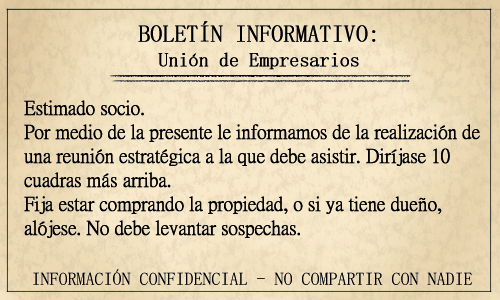 BOLETÍN INFORMATIVO:
Unión de Empresarios
Estimado socio.
Por medio de la presente le informamos de la realización de
una reunión estratégica a la que debe asistir. Diríjase 10
cuadras más arriba.
Fija estar comprando la propiedad, o si ya tiene dueño,
alójese. No debe levantar sospechas.
INFORMACIÓN CONFIDENCIAL - NO COMPARTIR CON NADIE